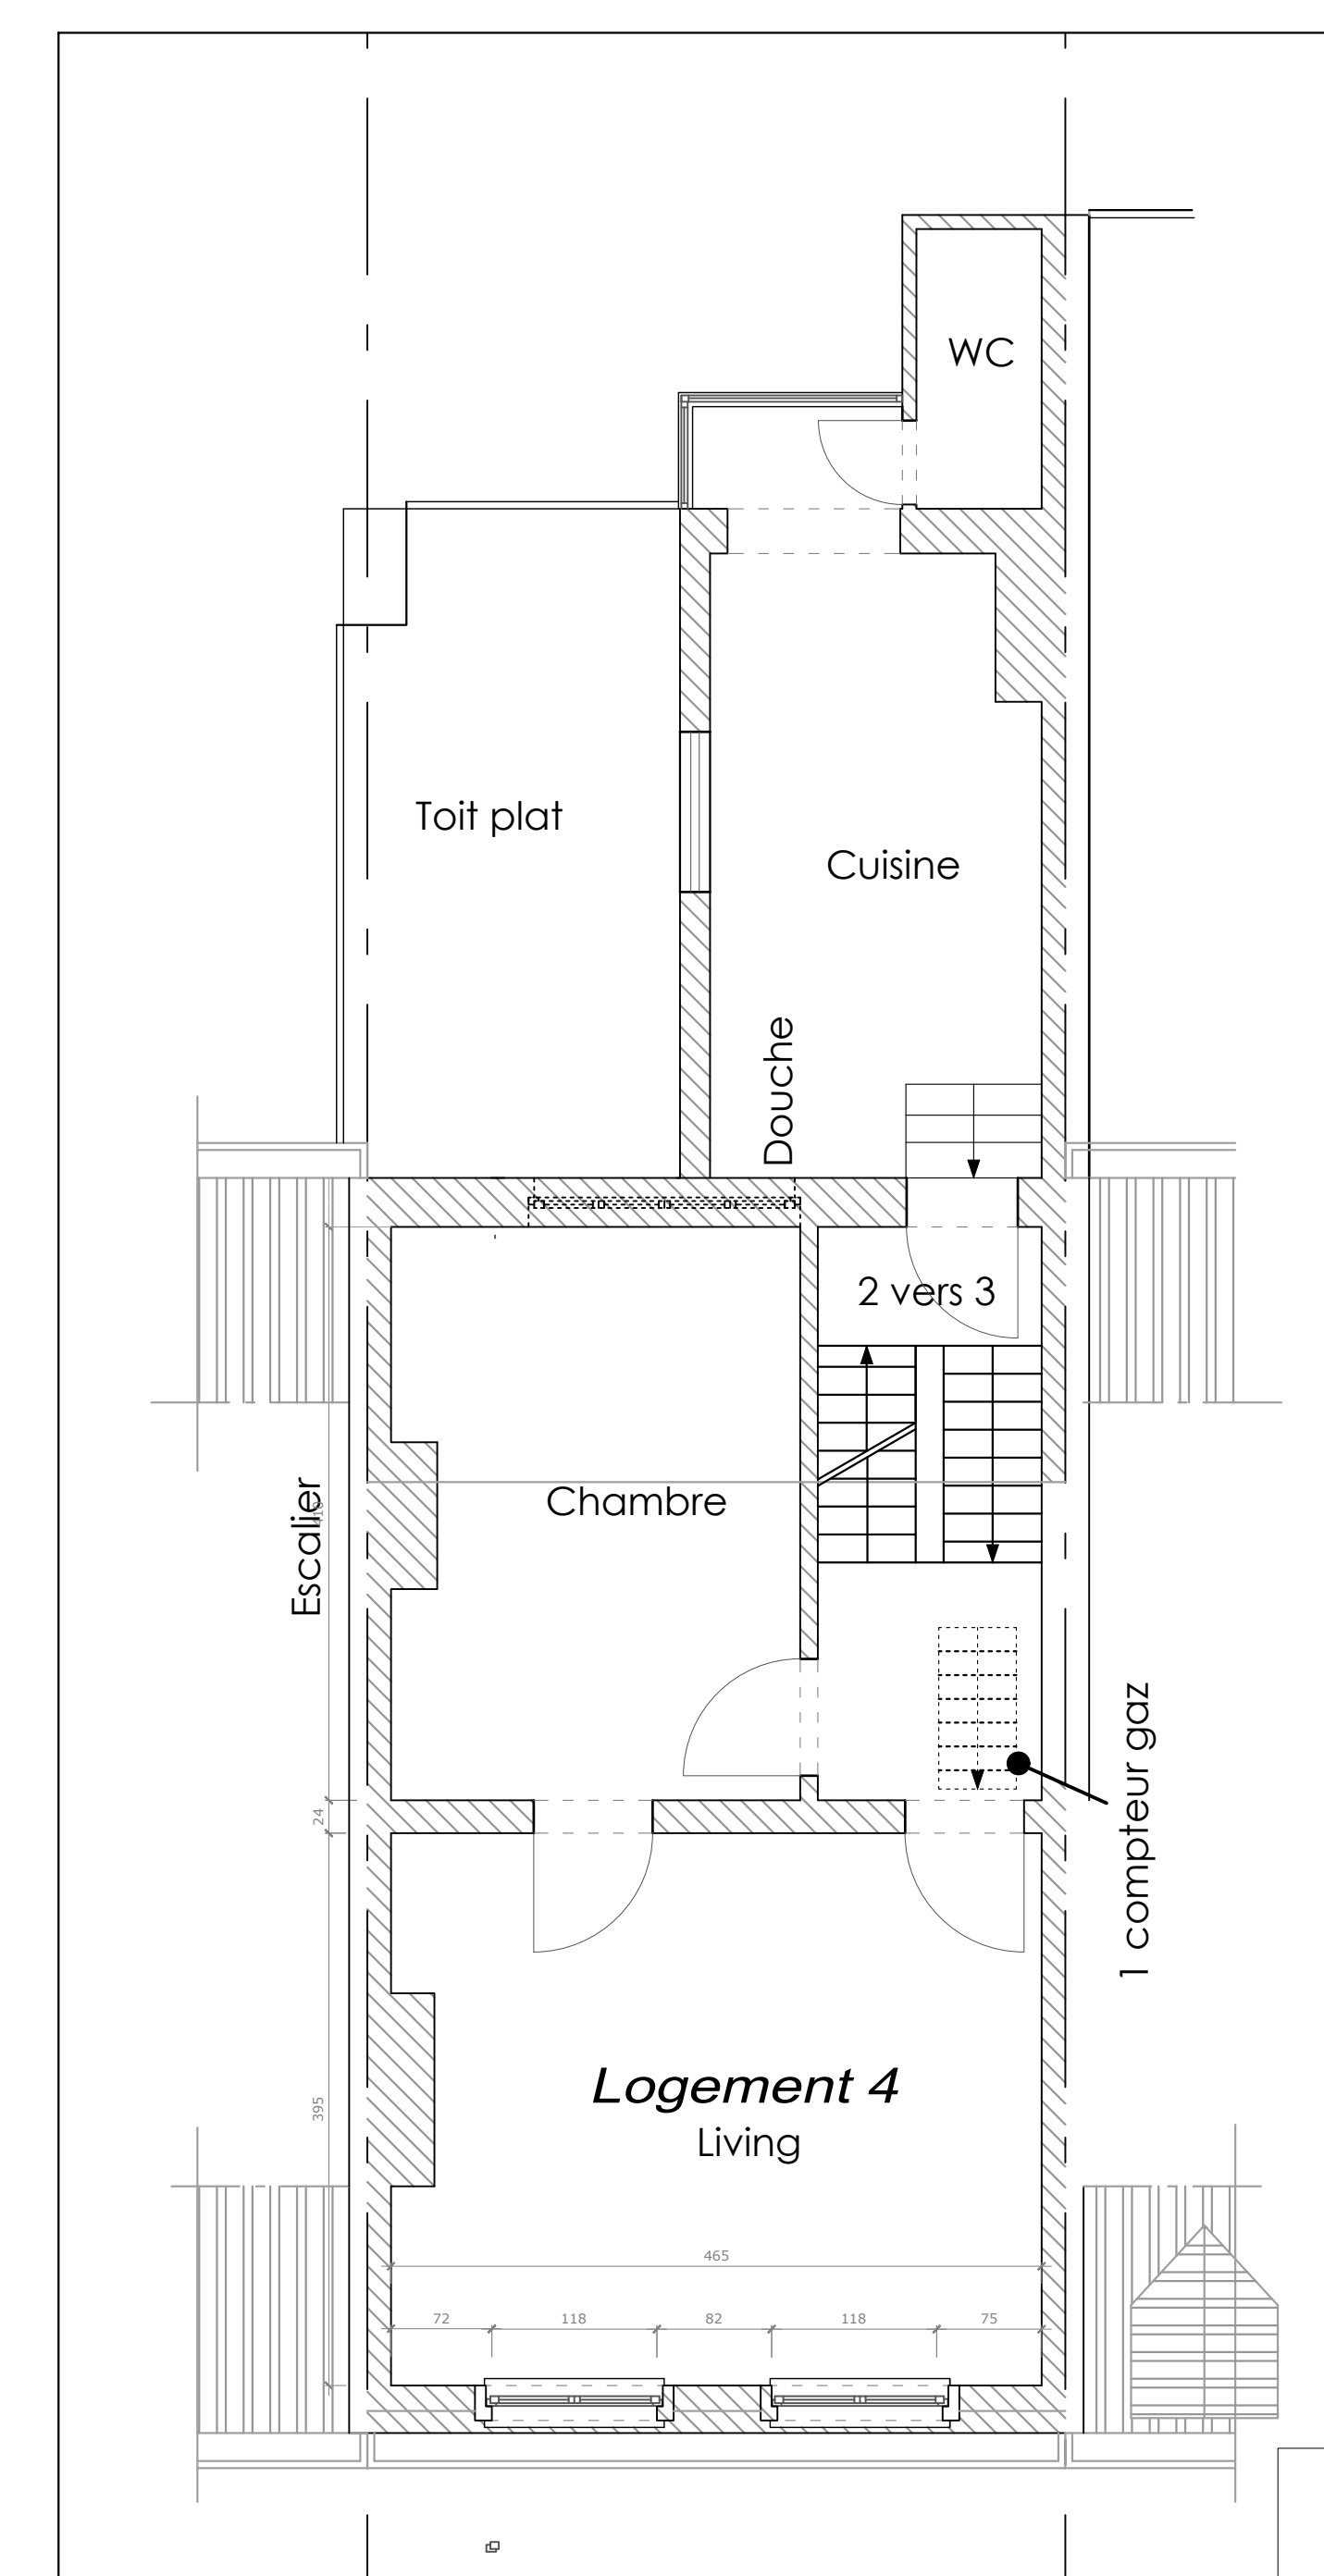 WC
Toit plat
Cuisine
Douche
2 vers 3
Chambre
Escalier
410
24
1 compteur gaz
Logement 4
Living
395
465
72 118 82 118 75